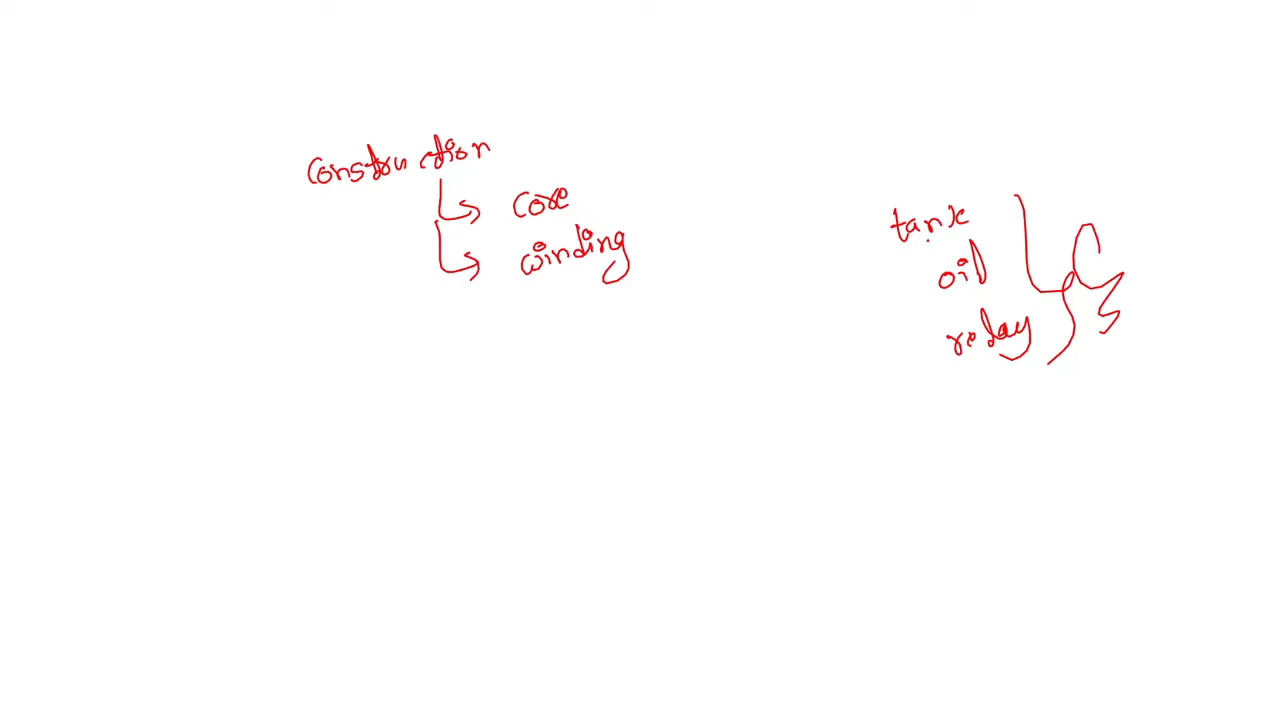 Construction
core
winding
tank
oil
relay